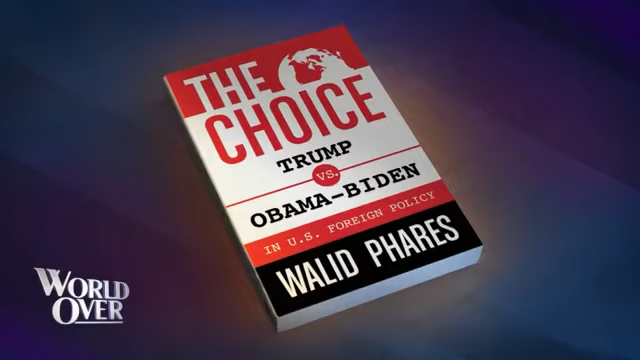 THE
CHOICE
TRUMP
VS.
OBAMA-BIDEN
IN U.S. FOREIGN POLICY
WALID PHARES
WORLD
OVER